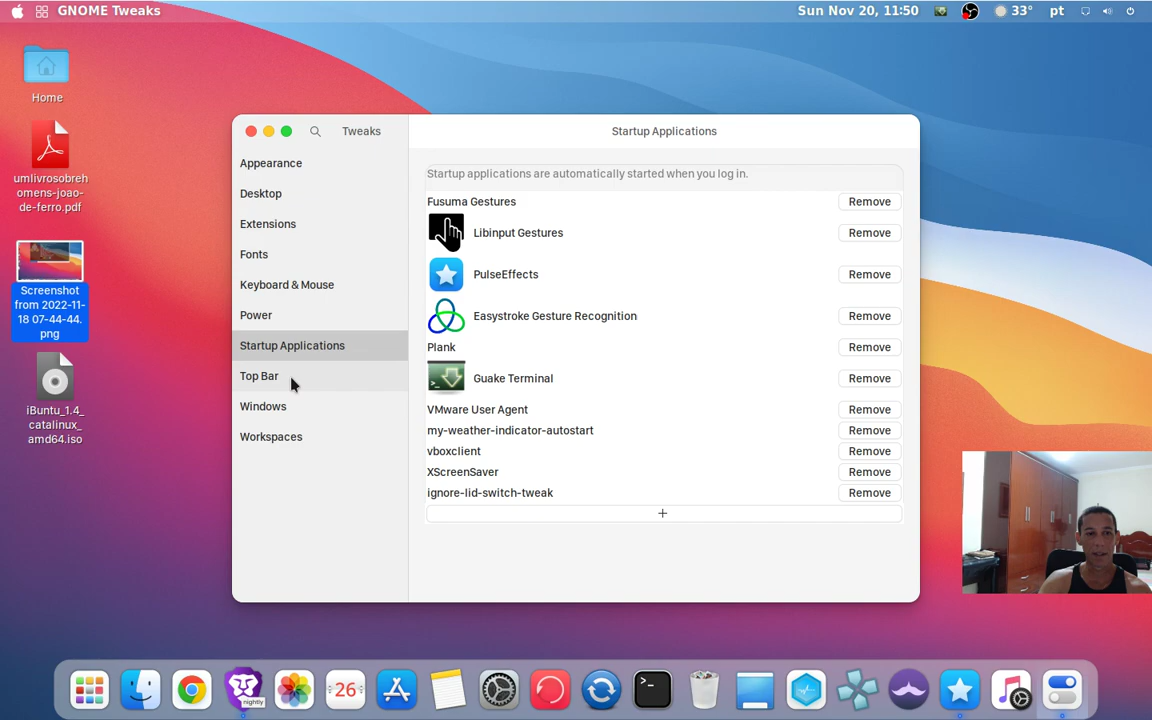 GNOME Tweaks
Sun Nov 20, 11:50
33°
pt
Home
umlivrosobreh
omens-joao-
de-ferro.pdf
Screenshot
from 2022-11-
18 07-44-44.
png
iBuntu_1.4_
catalinux_
amd64.iso
Tweaks
Startup Applications
Appearance
Desktop
Extensions
Fonts
Keyboard & Mouse
Power
Startup Applications
Top Bar
Windows
Workspaces
Startup applications are automatically started when you log in.
Fusuma Gestures Remove
Libinput Gestures Remove
PulseEffects Remove
Easystroke Gesture Recognition Remove
Plank Remove
Guake Terminal Remove
VMware User Agent Remove
my-weather-indicator-autostart Remove
vboxclient Remove
XScreenSaver Remove
ignore-lid-switch-tweak Remove
+
nightly
26
>_